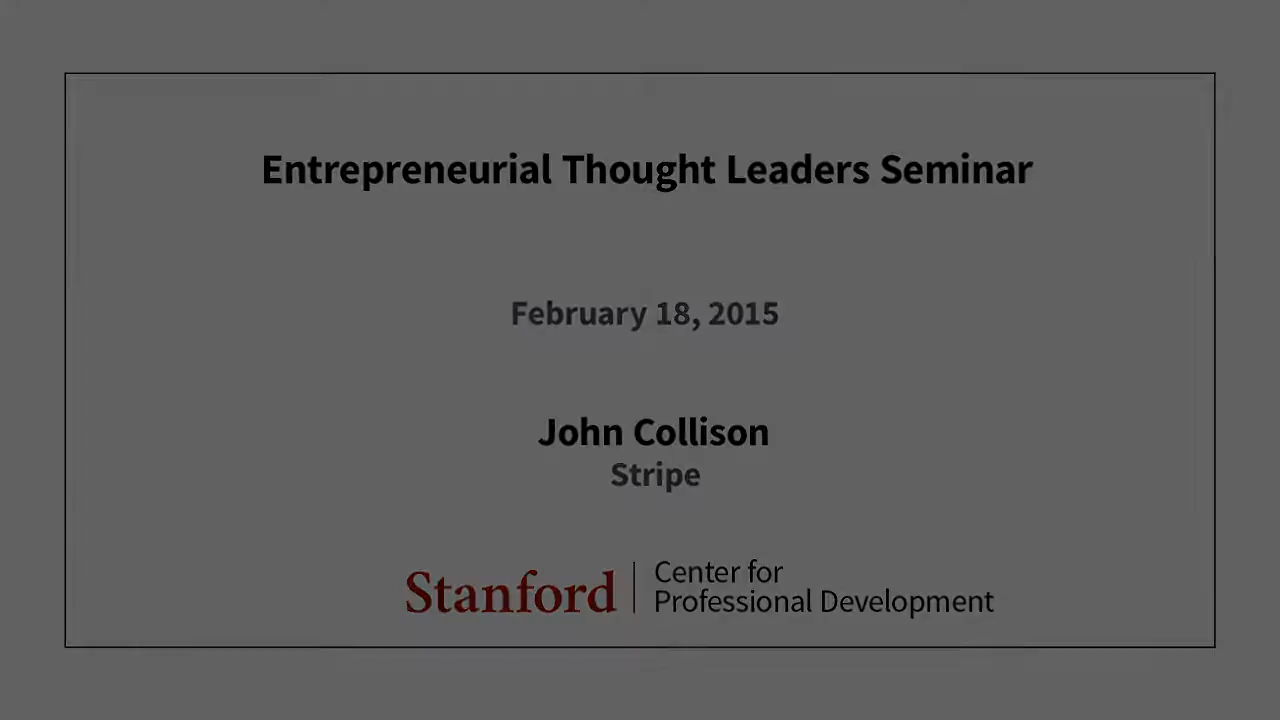 Entrepreneurial Thought Leaders Seminar
February 18, 2015
John Collison
Stripe
Stanford
Center for
Professional Development